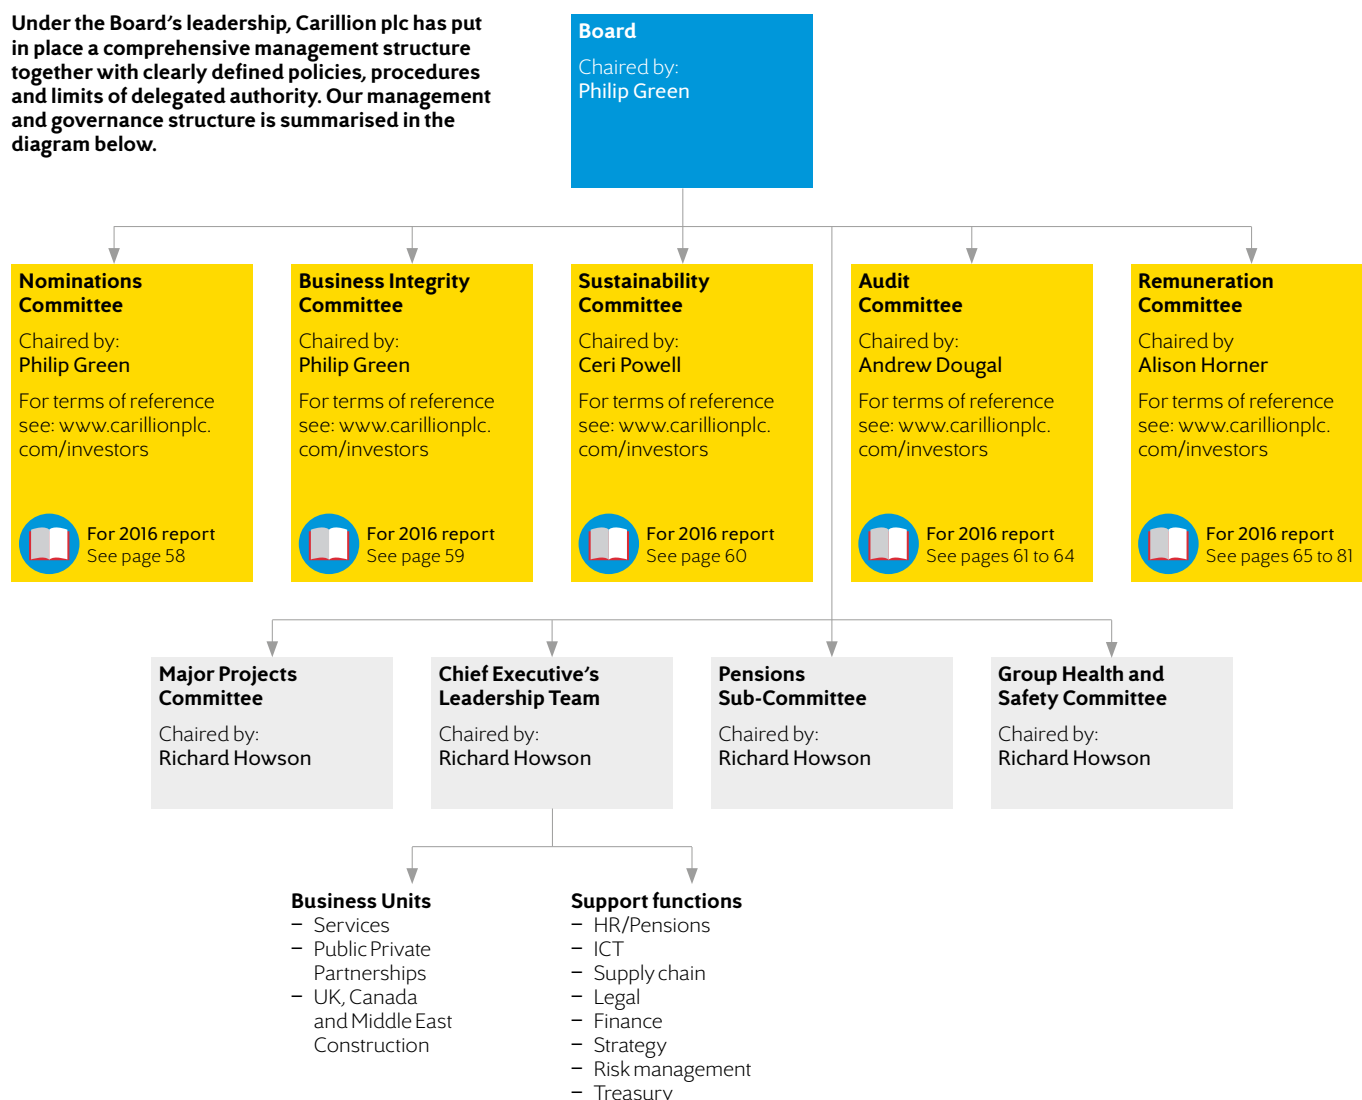 Under the Board's leadership, Carillion plc has put
in place a comprehensive management structure
together with clearly defined policies, procedures
and limits of delegated authority. Our management
and governance structure is summarised in the
diagram below.
Board
Chaired by:
Philip Green
Nominations
Committee
Chaired by:
Philip Green
For terms of reference
see: www.carillionplc.
com/investors
For 2016 report
See page 58
Business Integrity
Committee
Chaired by:
Philip Green
For terms of reference
see: www.carillionplc.
com/investors
For 2016 report
See page 59
Sustainability
Committee
Chaired by:
Ceri Powell
For terms of reference
see: www.carillionplc.
com/investors
For 2016 report
See page 60
Audit
Committee
Chaired by:
Andrew Dougal
For terms of reference
see: www.carillionplc.
com/investors
For 2016 report
See pages 61 to 64
Remuneration
Committee
Chaired by
Alison Horner
For terms of reference
see: www.carillionplc.
com/investors
For 2016 report
See pages 65 to 81
Major Projects
Committee
Chaired by:
Richard Howson
Chief Executive's
Leadership Team
Chaired by:
Richard Howson
Pensions
Sub-Committee
Chaired by:
Richard Howson
Group Health and
Safety Committee
Chaired by:
Richard Howson
Business Units
– Services
– Public Private
Partnerships
– UK, Canada
and Middle East
Construction
Support functions
– HR/Pensions
– ICT
– Supply chain
– Legal
– Finance
– Strategy
– Risk management
– Treasury